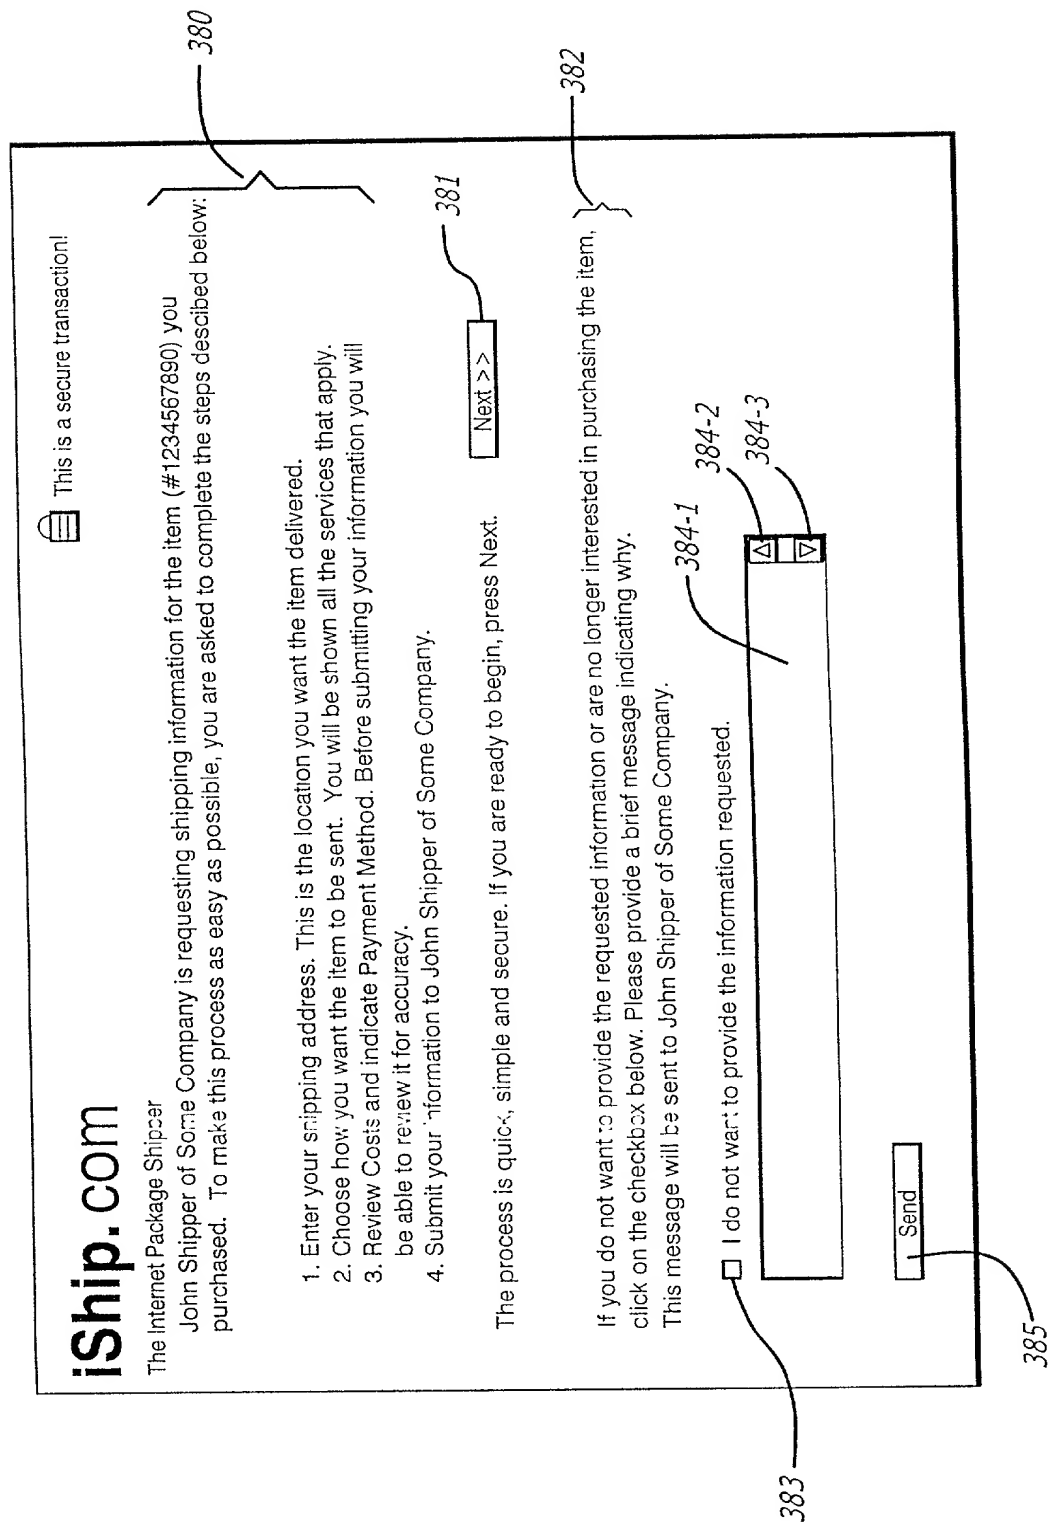 iShip.com
This is a secure transaction!
The Internet Package Shipper
John Shipper of Some Company is requesting shipping information for the item (#1234567890) you
purchased. To make this process as easy as possible, you are asked to complete the steps descibed below:
380
1. Enter your shipping address. This is the location you want the item delivered.
2. Choose how you want the item to be sent. You will be shown all the services that apply.
3. Review Costs and indicate Payment Method. Before submitting your information you will
be able to review it for accuracy.
4. Submit your information to John Shipper of Some Company.
381
The process is quick, simple and secure. If you are ready to begin, press Next.
Next >>
382
If you do not want to provide the requested information or are no longer interested in purchasing the item,
click on the checkbox below. Please provide a brief message indicating why.
This message will be sent to John Shipper of Some Company.
384-1
384-2
384-3
I do not want to provide the information requested.
383
Send
385